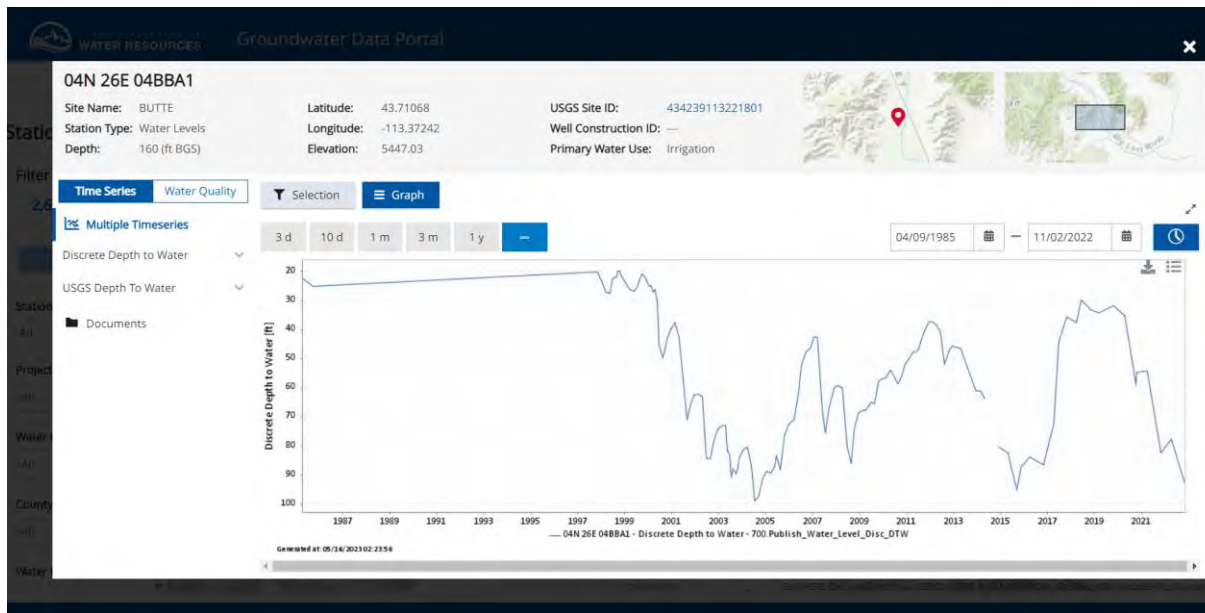 WATER RESOURCES
Groundwater Data Portal
04N 26E 04BBA1
Site Name: BUTTE
Station Type: Water Levels
Depth: 160 (ft BGS)
Latitude: 43.71068
Longitude: -113.37242
Elevation: 5447.03
USGS Site ID: 434239113221801
Well Construction ID: —
Primary Water Use: Irrigation
Big Lost River
Time Series Water Quality
Selection Graph
Multiple Timeseries
Discrete Depth to Water
USGS Depth To Water
Documents
3 d 10 d 1 m 3 m 1 y ∞
04/09/1985 — 11/02/2022
Discrete Depth to Water [ft]
20
30
40
50
60
70
80
90
100
1987 1989 1991 1993 1995 1997 1999 2001 2003 2005 2007 2009 2011 2013 2015 2017 2019 2021
04N 26E 04BBA1 - Discrete Depth to Water - 700.Publish_Water_Level_Disc_DTW
Generated at: 05/16/2023 02:23:56
Filter
Project
County